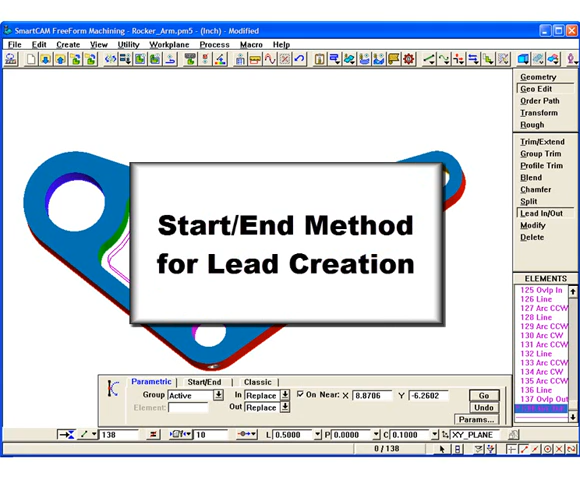 SmartCAM FreeForm Machining - Rocker_Arm.pm5 - (Inch) - Modified
File Edit Create View Utility Workplane Process Macro Help
Geometry
Geo Edit
Order Path
Transform
Rough
Trim/Extend
Group Trim
Profile Trim
Blend
Chamfer
Split
Lead In/Out
Modify
Delete
Start/End Method
for Lead Creation
ELEMENTS
125 Ovlp In
126 Line
127 Arc CCW
128 Line
129 Arc CCW
130 Arc CW
131 Arc CCW
132 Line
133 Arc CCW
134 Arc CW
135 Arc CCW
136 Line
137 Ovlp Out
Parametric Start/End Classic
Group Active In Replace On Near: X 8.8706 Y -6.2602 Go
Element: Out Replace Undo
Params...
138 10 L 0.5000 P 0.0000 C 0.1000 XY_PLANE
0 / 138